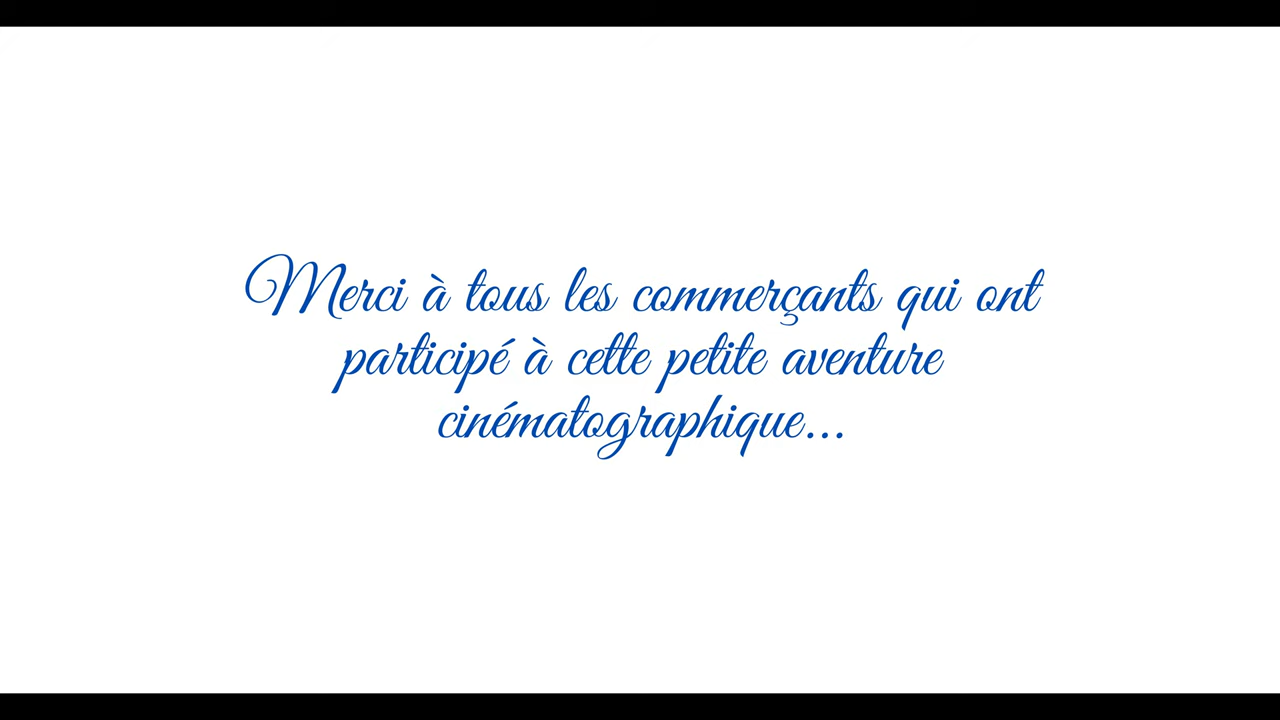 Merci à tous les commerçants qui ont
participé à cette petite aventure
cinématographique...